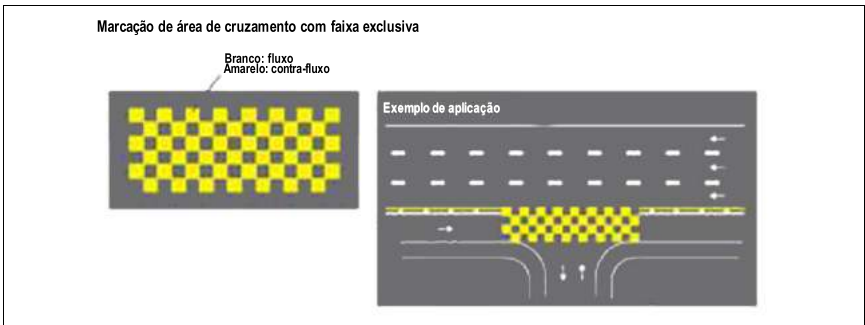 Marcação de área de cruzamento com faixa exclusiva
Branco: fluxo
Amarelo: contra-fluxo
Exemplo de aplicação